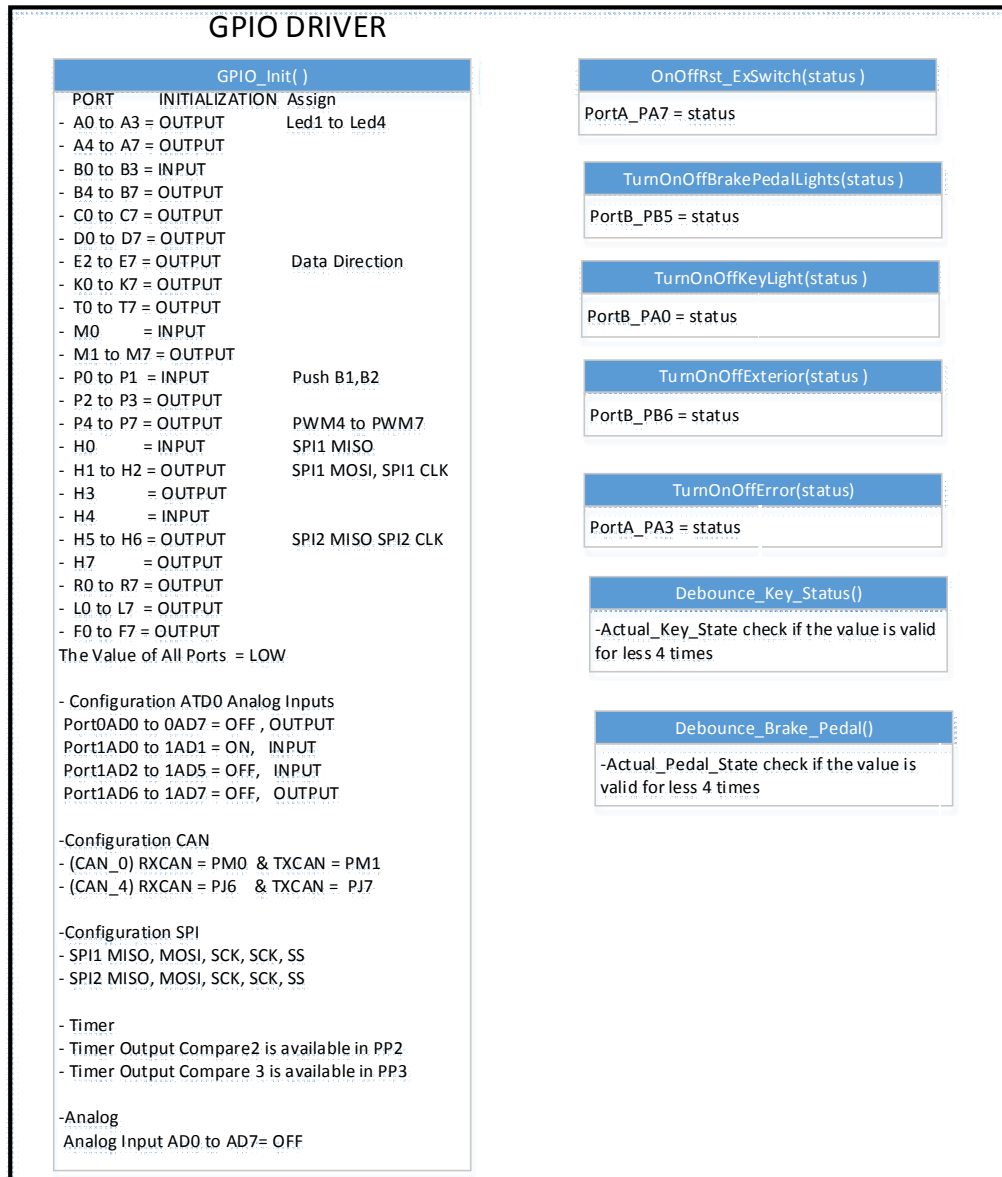 GPIO DRIVER
GPIO_Init( )
PORT INITIALIZATION Assign
- A0 to A3 = OUTPUT Led1 to Led4
- A4 to A7 = OUTPUT
- B0 to B3 = INPUT
- B4 to B7 = OUTPUT
- C0 to C7 = OUTPUT
- D0 to D7 = OUTPUT
- E2 to E7 = OUTPUT Data Direction
- K0 to K7 = OUTPUT
- T0 to T7 = OUTPUT
- M0 = INPUT
- M1 to M7 = OUTPUT
- P0 to P1 = INPUT Push B1,B2
- P2 to P3 = OUTPUT
- P4 to P7 = OUTPUT PWM4 to PWM7
- H0 = INPUT SPI1 MISO
- H1 to H2 = OUTPUT SPI1 MOSI, SPI1 CLK
- H3 = OUTPUT
- H4 = INPUT
- H5 to H6 = OUTPUT SPI2 MISO SPI2 CLK
- H7 = OUTPUT
- R0 to R7 = OUTPUT
- L0 to L7 = OUTPUT
- F0 to F7 = OUTPUT
The Value of All Ports = LOW
- Configuration ATD0 Analog Inputs
Port0AD0 to 0AD7 = OFF , OUTPUT
Port1AD0 to 1AD1 = ON, INPUT
Port1AD2 to 1AD5 = OFF, INPUT
Port1AD6 to 1AD7 = OFF, OUTPUT
-Configuration CAN
- (CAN_0) RXCAN = PM0 & TXCAN = PM1
- (CAN_4) RXCAN = PJ6 & TXCAN = PJ7
-Configuration SPI
- SPI1 MISO, MOSI, SCK, SCK, SS
- SPI2 MISO, MOSI, SCK, SCK, SS
- Timer
- Timer Output Compare2 is available in PP2
- Timer Output Compare 3 is available in PP3
-Analog
Analog Input AD0 to AD7= OFF
OnOffRst_ExSwitch(status )
PortA_PA7 = status
TurnOnOffBrakePedalLights(status )
PortB_PB5 = status
TurnOnOffKeyLight(status )
PortB_PA0 = status
TurnOnOffExterior(status )
PortB_PB6 = status
TurnOnOffError(status)
PortA_PA3 = status
Debounce_Key_Status()
-Actual_Key_State check if the value is valid
for less 4 times
Debounce_Brake_Pedal()
-Actual_Pedal_State check if the value is
valid for less 4 times